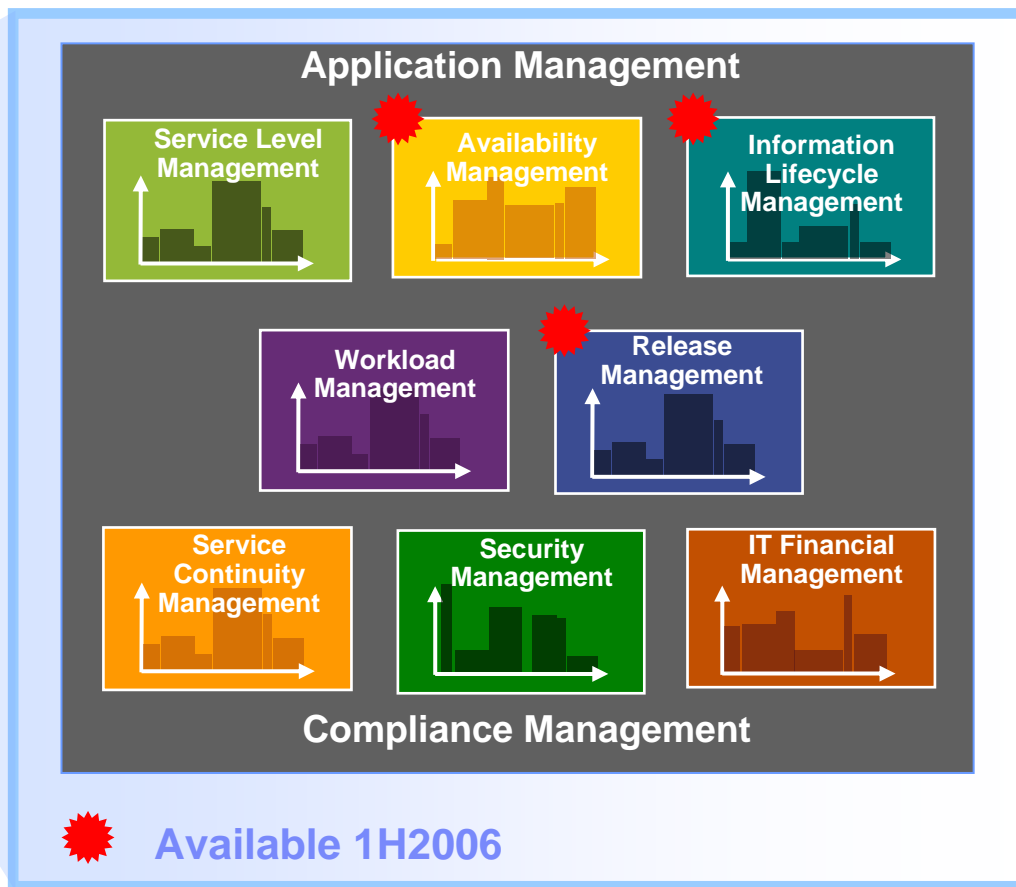 Application Management
Service Level
Management
Availability
Management
Information
Lifecycle
Management
Workload
Management
Release
Management
Service
Continuity
Management
Security
Management
IT Financial
Management
Compliance Management
Available 1H2006